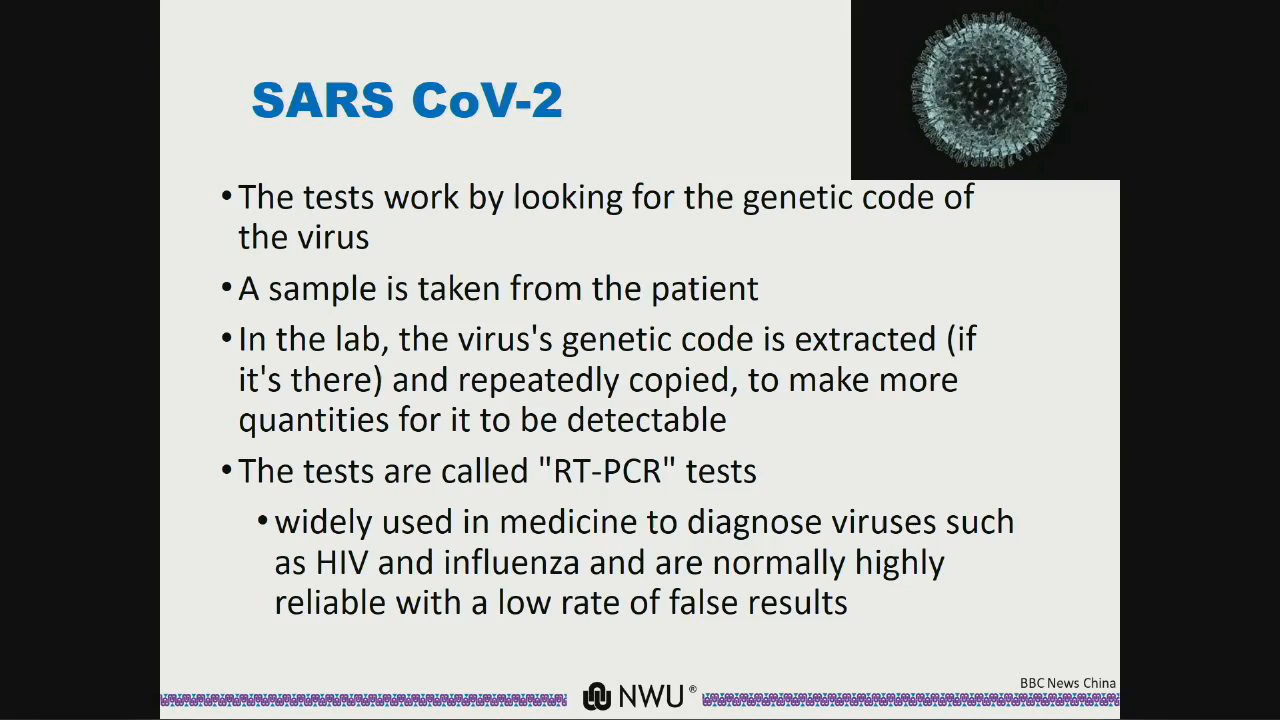 SARS CoV-2
•The tests work by looking for the genetic code of
the virus
•A sample is taken from the patient
•In the lab, the virus's genetic code is extracted (if
it's there) and repeatedly copied, to make more
quantities for it to be detectable
•The tests are called "RT-PCR" tests
•widely used in medicine to diagnose viruses such
as HIV and influenza and are normally highly
reliable with a low rate of false results
BBC News China
NWU®